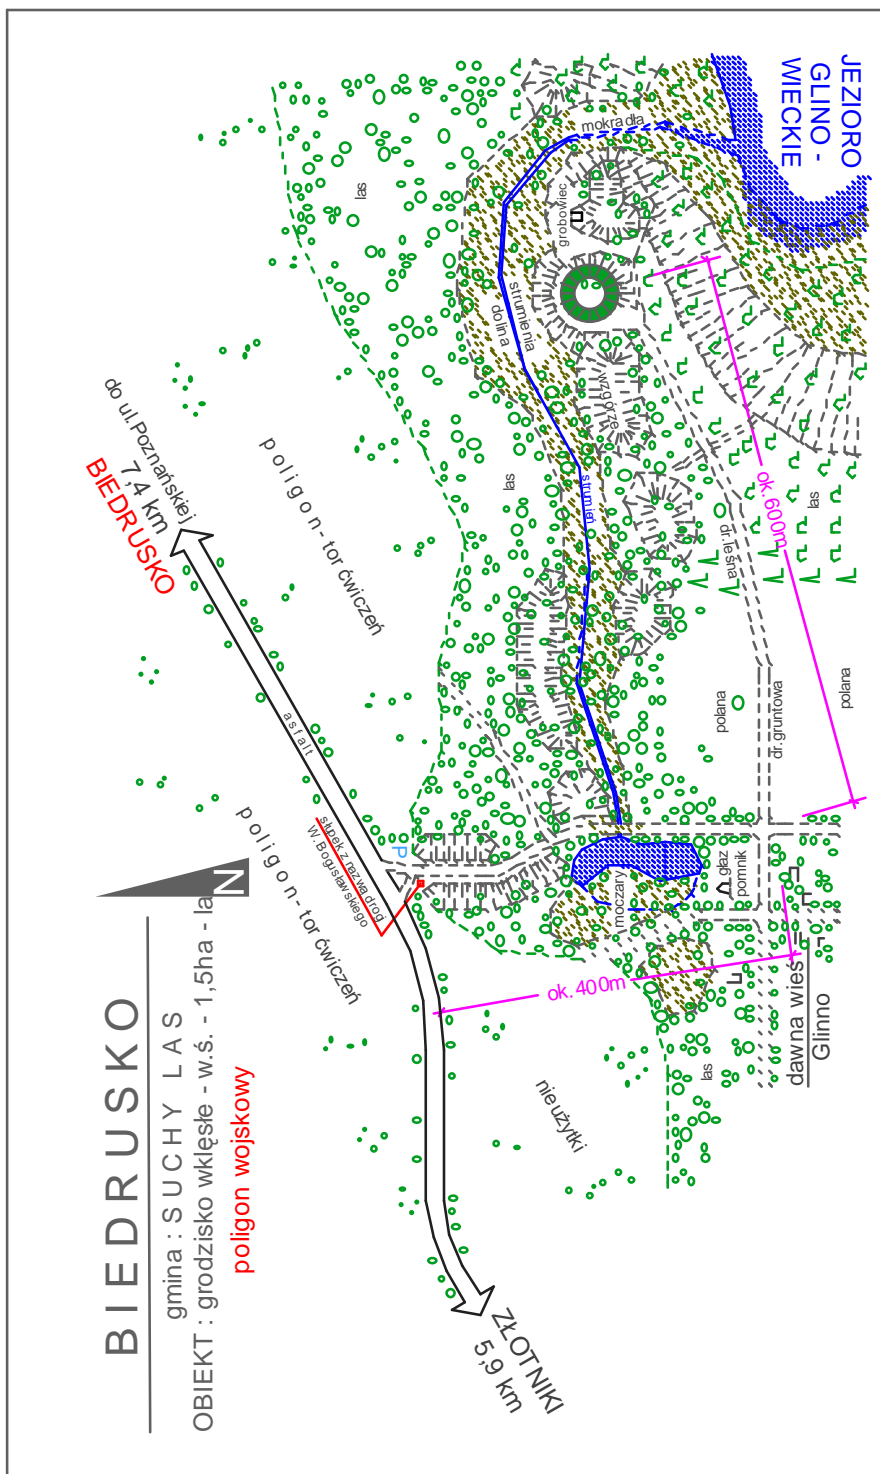 JEZIORO
GLINO -
WIECKIE
mokradła
las
grobowiec
strumienia
dolina
wzgórze
strumień
las
las
dr.leśna
ok.600m
polana
polana
dr.gruntowa
do ul.Poznańskiej
7,4 km
BIEDRUSKO
poligon - tor ćwiczeń
asfalt
słupek z nazwą drogi
W.Bogusławskiego
P
poligon - tor ćwiczeń
głaz
pomnik
moczary
ok.400m
dawna wieś
Glinno
las
nieużytki
ZŁOTNIKI
5,9 km
N
BIEDRUSKO
gmina : SUCHY LAS
OBIEKT : grodzisko wklęsłe - w.ś. - 1,5ha - la
poligon wojskowy